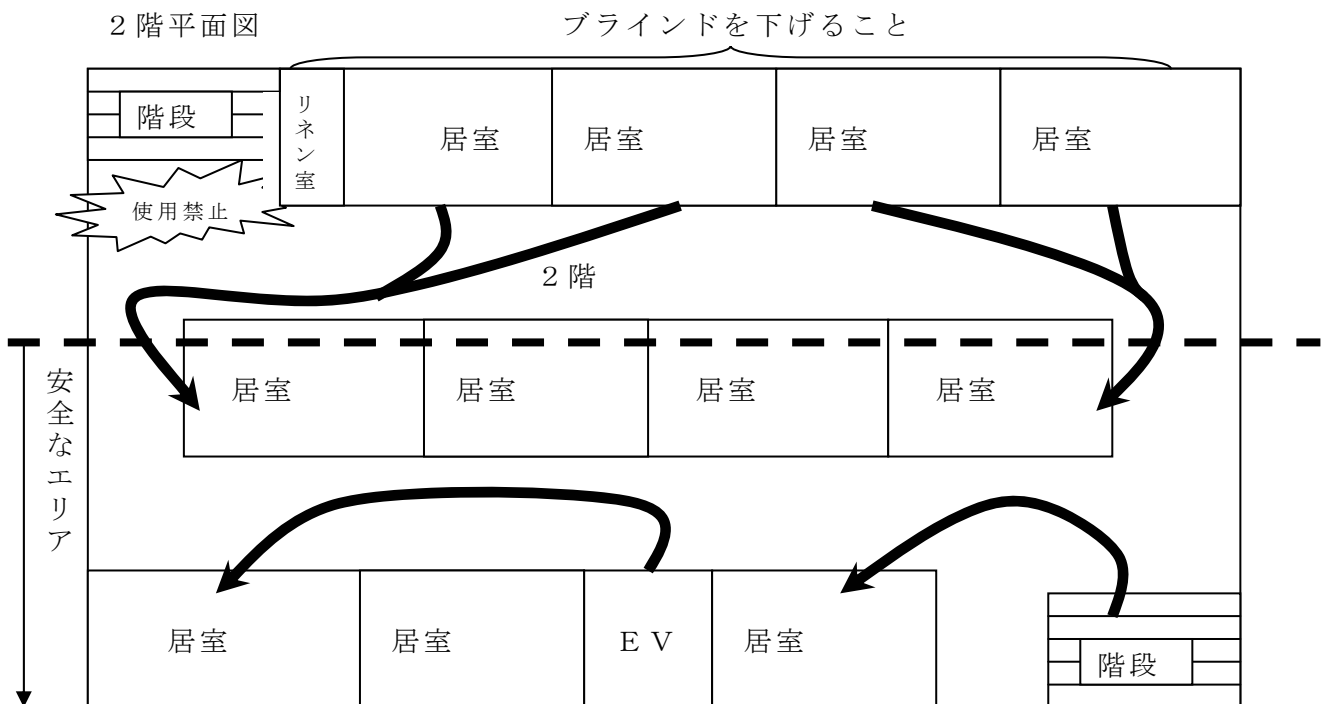 ２階平面図
ブラインドを下げること
階段
リネン室
居室
居室
居室
居室
使用禁止
２階
安全なエリア
居室
居室
居室
居室
居室
居室
ＥＶ
居室
階段